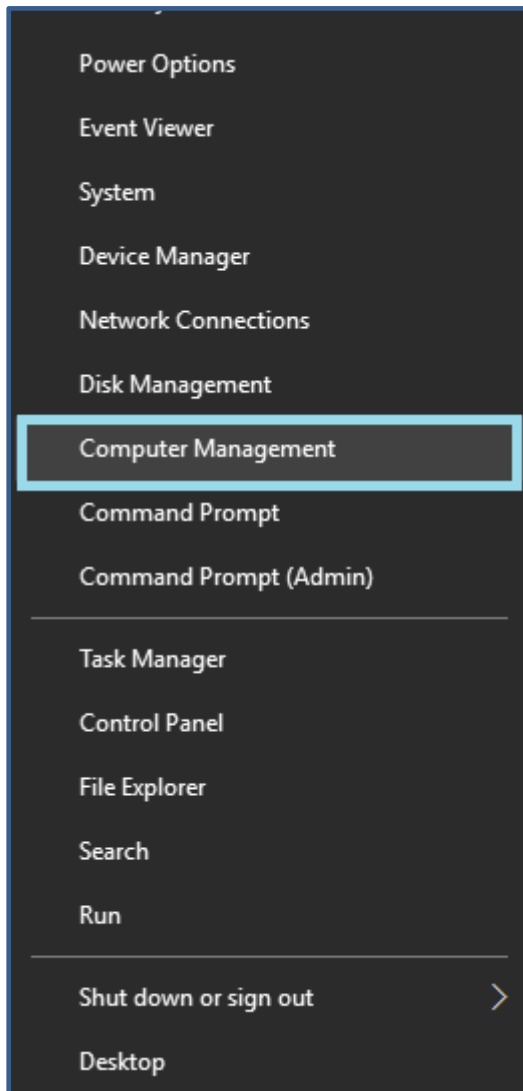 Power Options
Event Viewer
System
Device Manager
Network Connections
Disk Management
Computer Management
Command Prompt
Command Prompt (Admin)
Task Manager
Control Panel
File Explorer
Search
Run
Shut down or sign out
Desktop